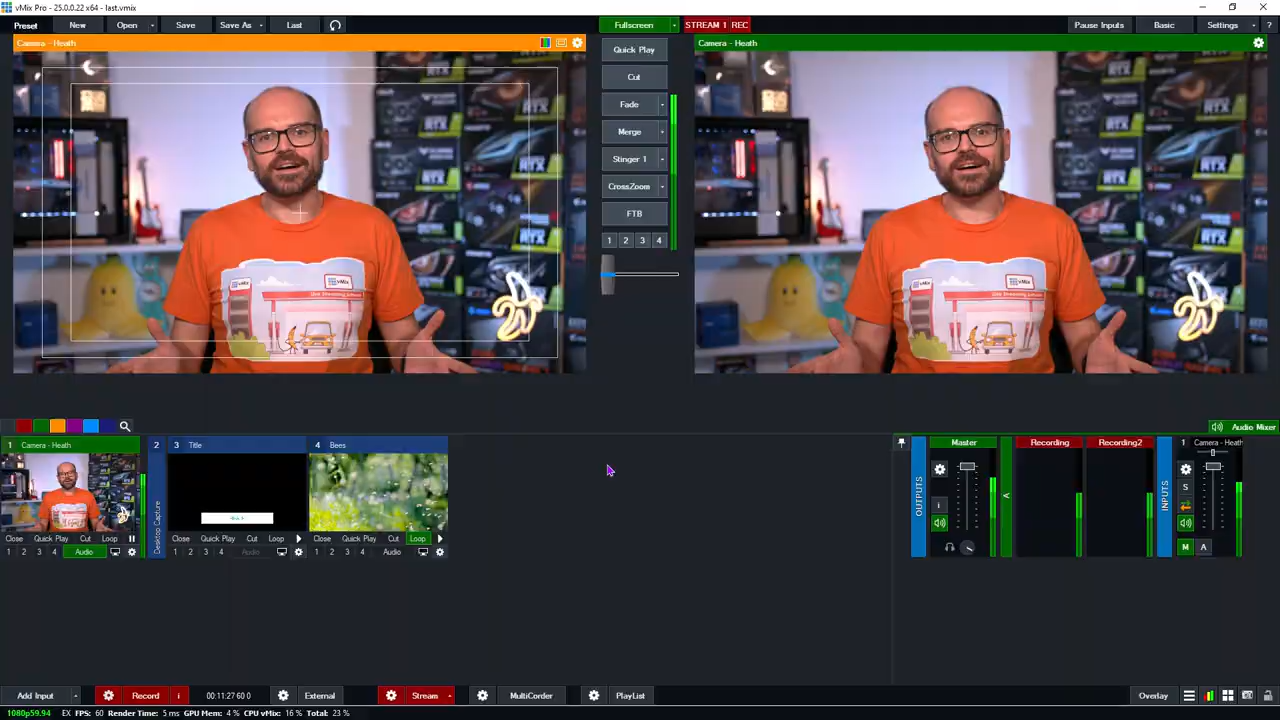 vMix Pro - 25.0.0.22 x64 - last.vmix
Preset New Open Save Save As Last Fullscreen STREAM 1 REC Pause Inputs Basic Settings ?
Camera - Heath
Camera - Heath
Quick Play
Cut
Fade
Merge
Stinger 1
CrossZoom
FTB
1 2 3 4
RTX
RTX
vMix
vMix
vMix
vMix
Audio Mixer
1 Camera - Heath
2
Desktop Capture
3 Title
4 Bees
Close Quick Play Cut Loop
1 2 3 4 Audio
Close Quick Play Cut Loop
1 2 3 4 Audio
Close Quick Play Cut Loop
1 2 3 4 Audio
OUTPUTS
Master
i
A
Recording
Recording2
INPUTS
1 Camera - Heath
S
M A
Add Input Record i 00:11:27 60 0 External Stream MultiCorder PlayList Overlay
1080p59.94 EX FPS: 60 Render Time: 5 ms GPU Mem: 4 % CPU vMix: 16 % Total: 23 %